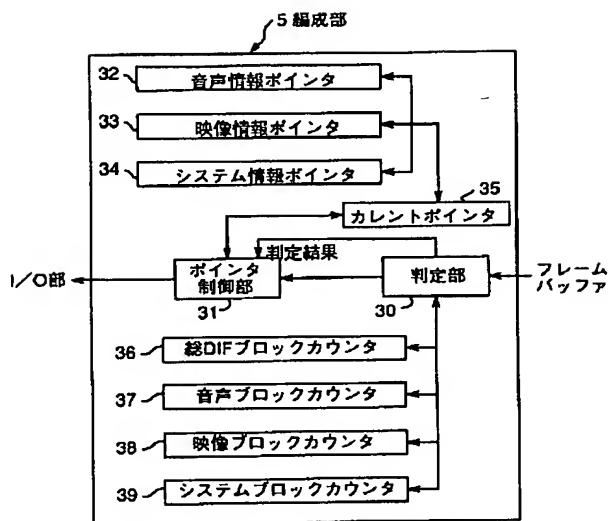 5 編成部
32 音声情報ポインタ
33 映像情報ポインタ
34 システム情報ポインタ
35
カレントポインタ
判定結果
I/O部
ポインタ
制御部
31
判定部
30
フレーム
バッファ
36 総DIFブロックカウンタ
37 音声ブロックカウンタ
38 映像ブロックカウンタ
39 システムブロックカウンタ